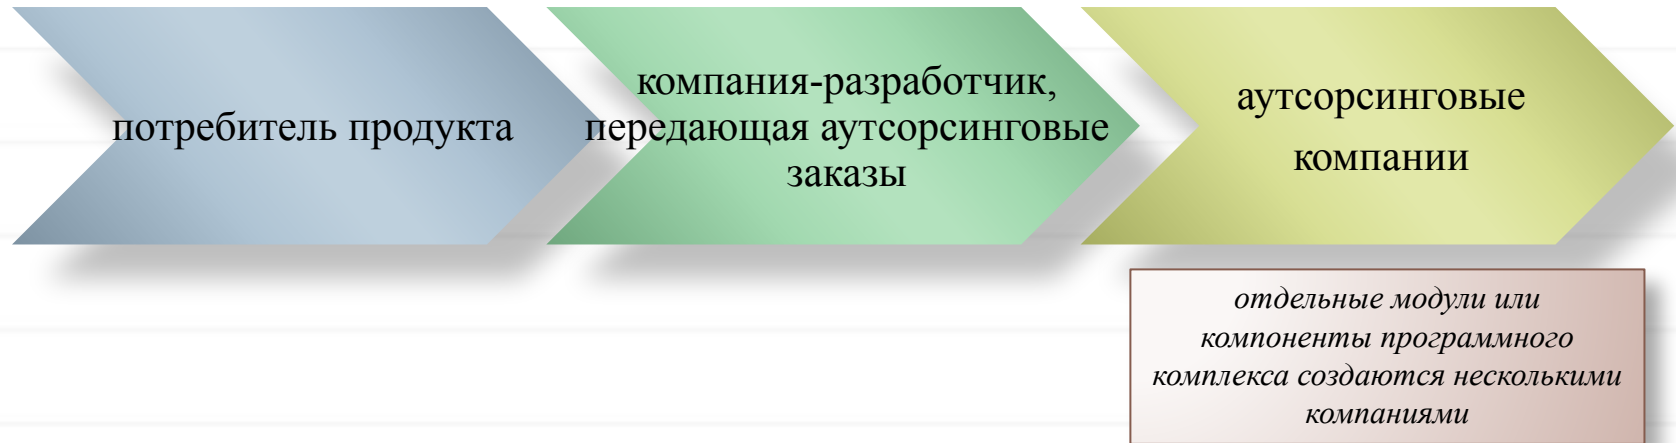 потребитель продукта
компания-разработчик,
передающая аутсорсинговые
заказы
аутсорсинговые
компании
отдельные модули или
компоненты программного
комплекса создаются несколькими
компаниями